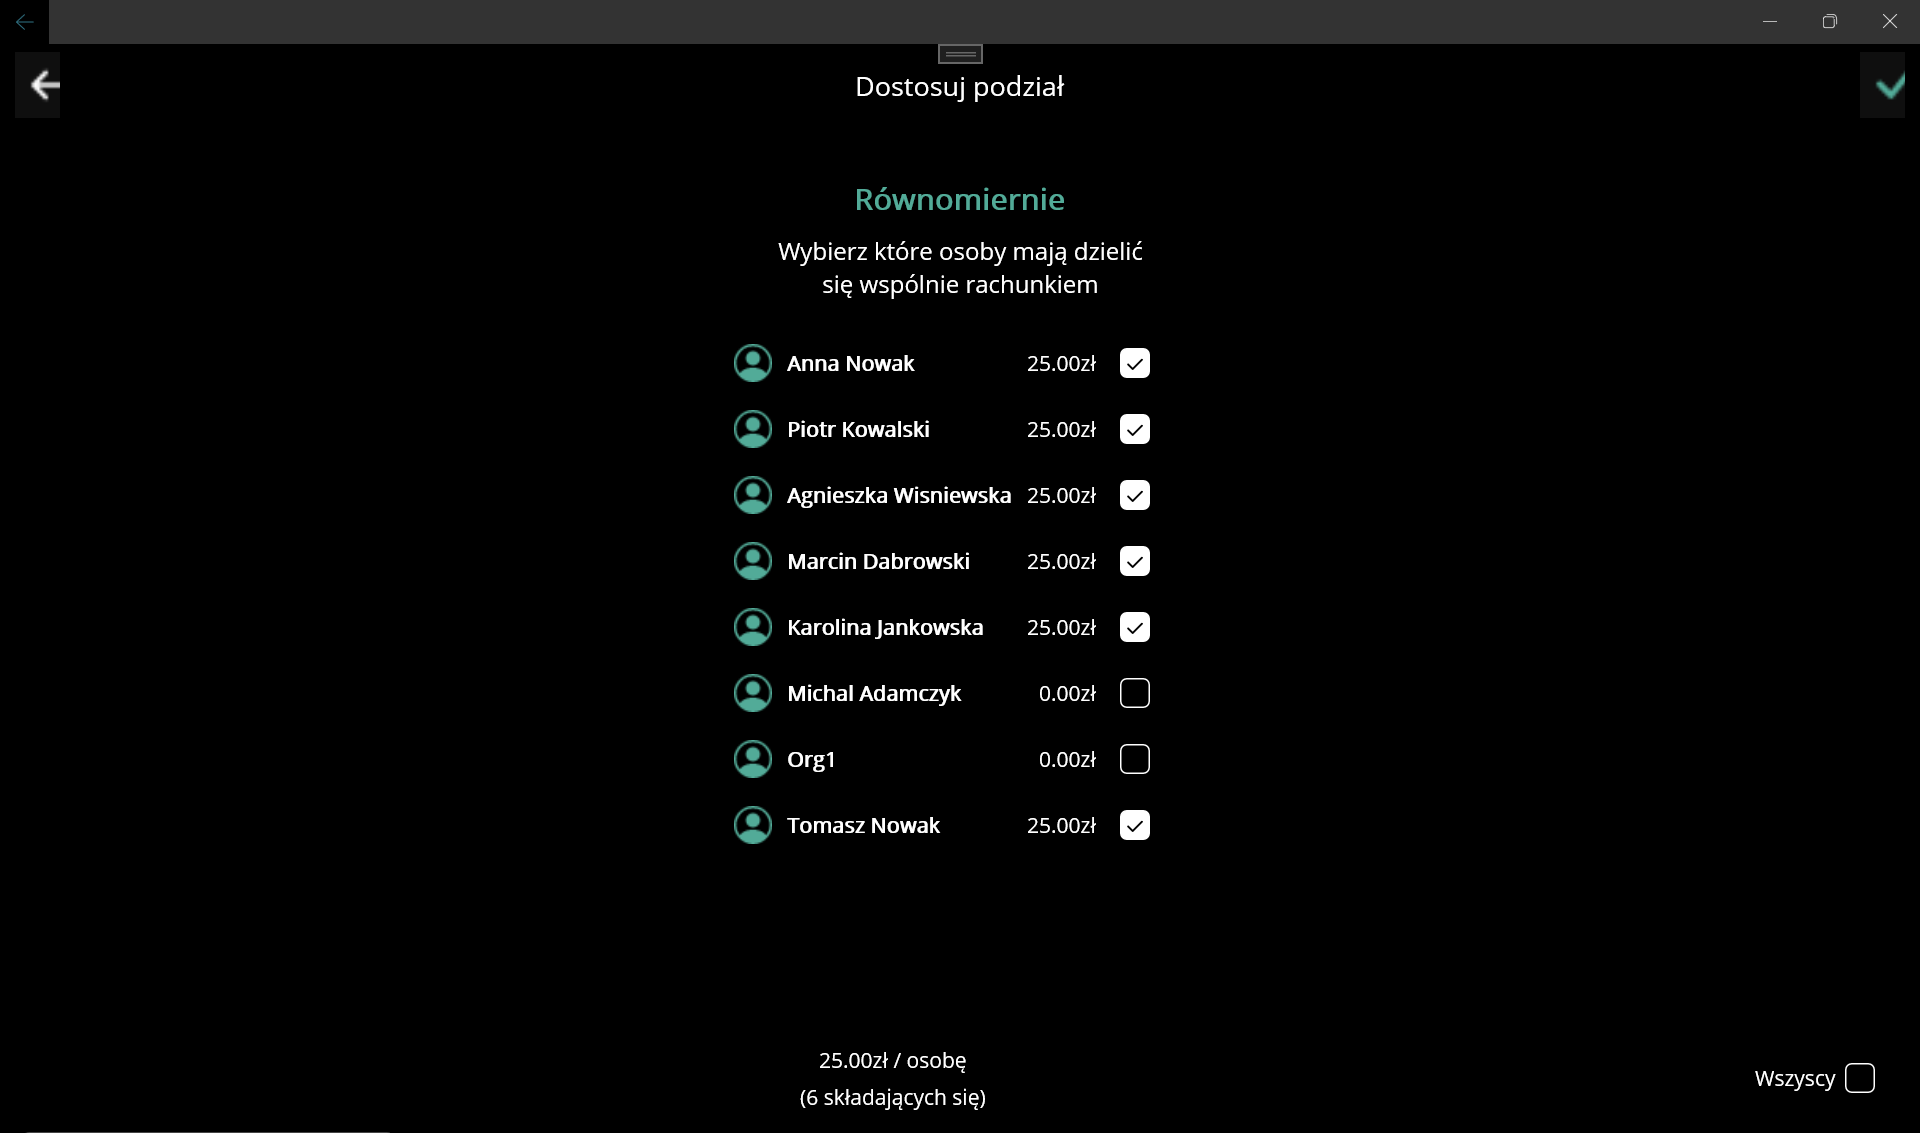 Dostosuj podział
Równomiernie
Wybierz które osoby mają dzielić
się wspólnie rachunkiem
Anna Nowak 25.00zł
Piotr Kowalski 25.00zł
Agnieszka Wisniewska 25.00zł
Marcin Dabrowski 25.00zł
Karolina Jankowska 25.00zł
Michal Adamczyk 0.00zł
Org1 0.00zł
Tomasz Nowak 25.00zł
25.00zł / osobę
(6 składających się)
Wszyscy